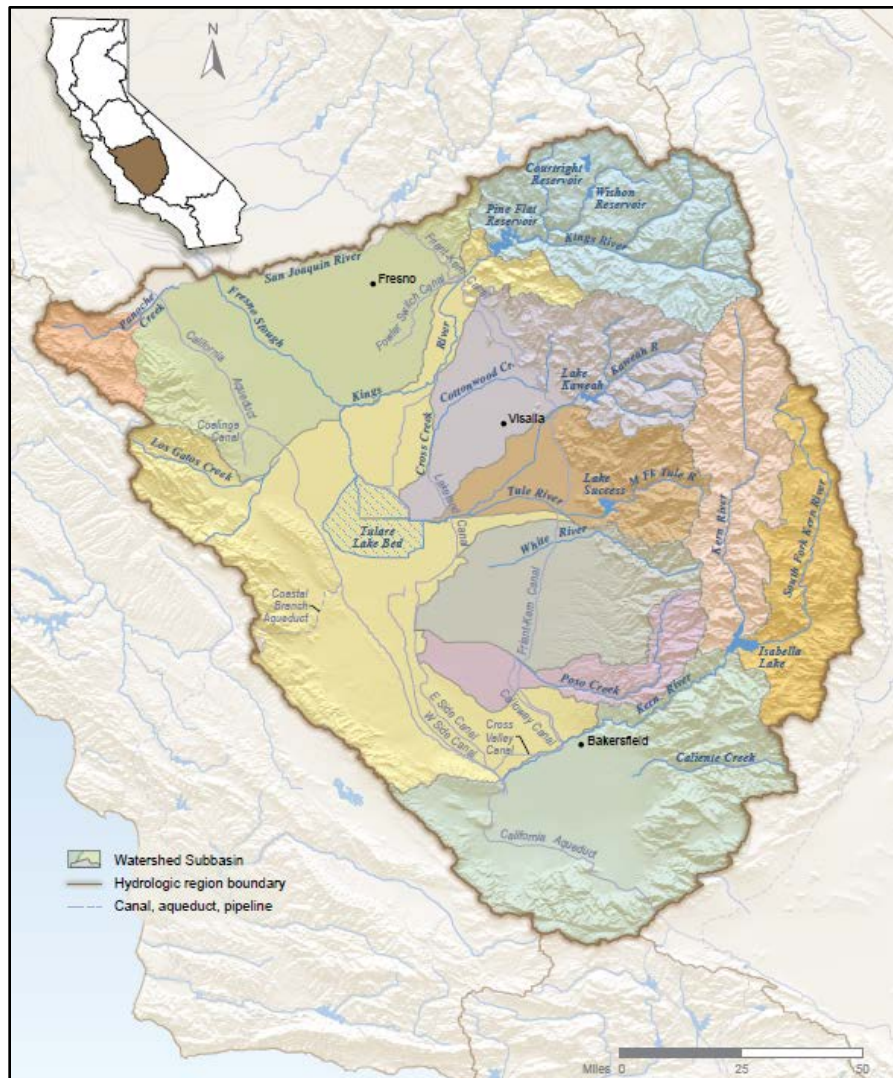 N
Courtright
Reservoir
Wishon
Reservoir
Pine Flat
Reservoir
Kings River
San Joaquin River
Friant-Kern Canal
Fresno
Panoche
Creek
Fresno Slough
Fowler Switch Canal
California
Aqueduct
Kings
River
Cottonwood Cr.
Lake
Kaweah
Kaweah R
Coalinga
Canal
Visalia
Cross Creek
Los Gatos Creek
Lakeland Canal
Lake
Success
M Fk Tule R
Tule River
Tulare
Lake Bed
Kern River
South Fork Kern River
White River
Coastal
Branch
Aqueduct
Friant-Kern Canal
Isabella
Lake
Poso Creek
Kern River
E Side Canal
W Side Canal
Calloway Canal
Cross
Valley
Canal
Bakersfield
Caliente Creek
California Aqueduct
Watershed Subbasin
Hydrologic region boundary
Canal, aqueduct, pipeline
Miles 0 25 50